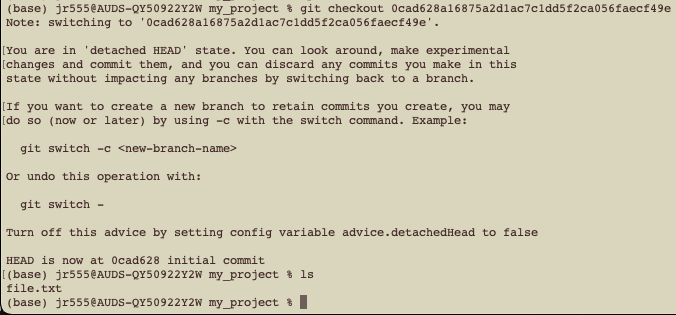 (base) jr555@AUDS-QY50922Y2W my_project % git checkout 0cad628a16875a2d1ac7c1dd5f2ca056faecf49e
Note: switching to '0cad628a16875a2d1ac7c1dd5f2ca056faecf49e'.
You are in 'detached HEAD' state. You can look around, make experimental
[changes and commit them, and you can discard any commits you make in this
state without impacting any branches by switching back to a branch.
[If you want to create a new branch to retain commits you create, you may
[do so (now or later) by using -c with the switch command. Example:
git switch -c <new-branch-name>
Or undo this operation with:
git switch -
Turn off this advice by setting config variable advice.detachedHead to false
HEAD is now at 0cad628 initial commit
[(base) jr555@AUDS-QY50922Y2W my_project % ls
file.txt
(base) jr555@AUDS-QY50922Y2W my_project %